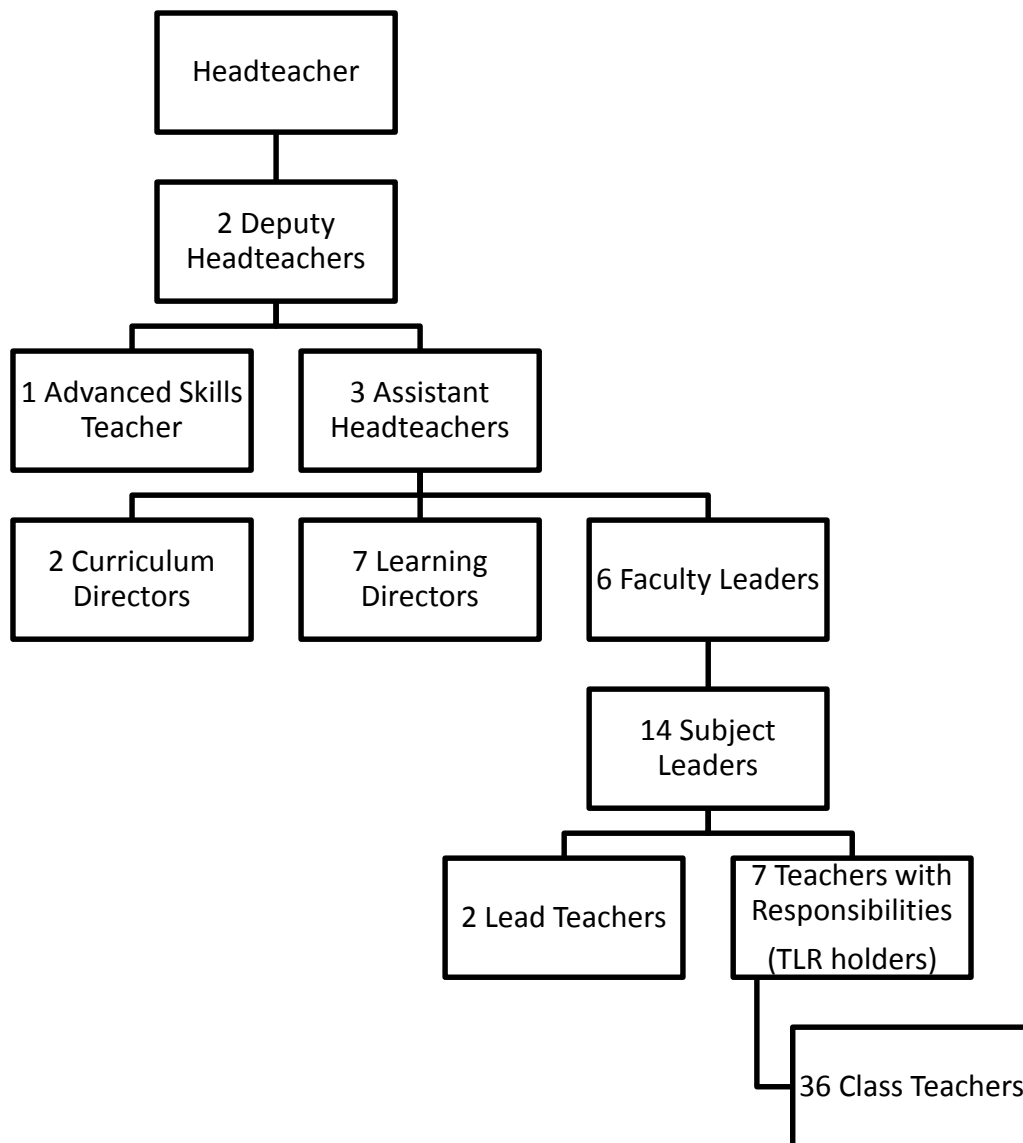 Headteacher
2 Deputy
Headteachers
1 Advanced Skills
Teacher
3 Assistant
Headteachers
2 Curriculum
Directors
7 Learning
Directors
6 Faculty Leaders
14 Subject
Leaders
2 Lead Teachers
7 Teachers with
Responsibilities
(TLR holders)
36 Class Teachers